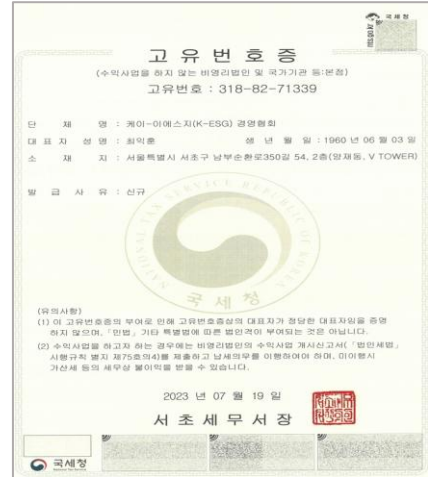 국세청
nts.go.kr
고유번호증
(수익사업을 하지 않는 비영리법인 및 국가기관 등:본점)
고유번호 : 318-82-71339
단 체 명 : 케이-이에스지(K-ESG) 경영협회
대 표 자 성 명 : 최익훈 생 년 월 일 : 1960 년 06 월 03 일
소 재 지 : 서울특별시 서초구 남부순환로350길 54, 2층(양재동, V TOWER)
발 급 사 유 : 신규
NATIONAL TAX SERVICE REPUBLIC OF KOREA
국세청
(유의사항)
(1) 이 고유번호증의 부여로 인해 고유번호증상의 대표자가 정당한 대표자임을 증명
하지 않으며, 「민법」 기타 특별법에 따른 법인격이 부여되는 것은 아닙니다.
(2) 수익사업을 하고자 하는 경우에는 비영리법인의 수익사업 개시신고서(「법인세법」
시행규칙 별지 제75호의4)를 제출하고 납세의무를 이행하여야 하며, 미이행시
가산세 등의 세무상 불이익을 받을 수 있습니다.
2023 년 07 월 19 일
서초세무서장
국세청